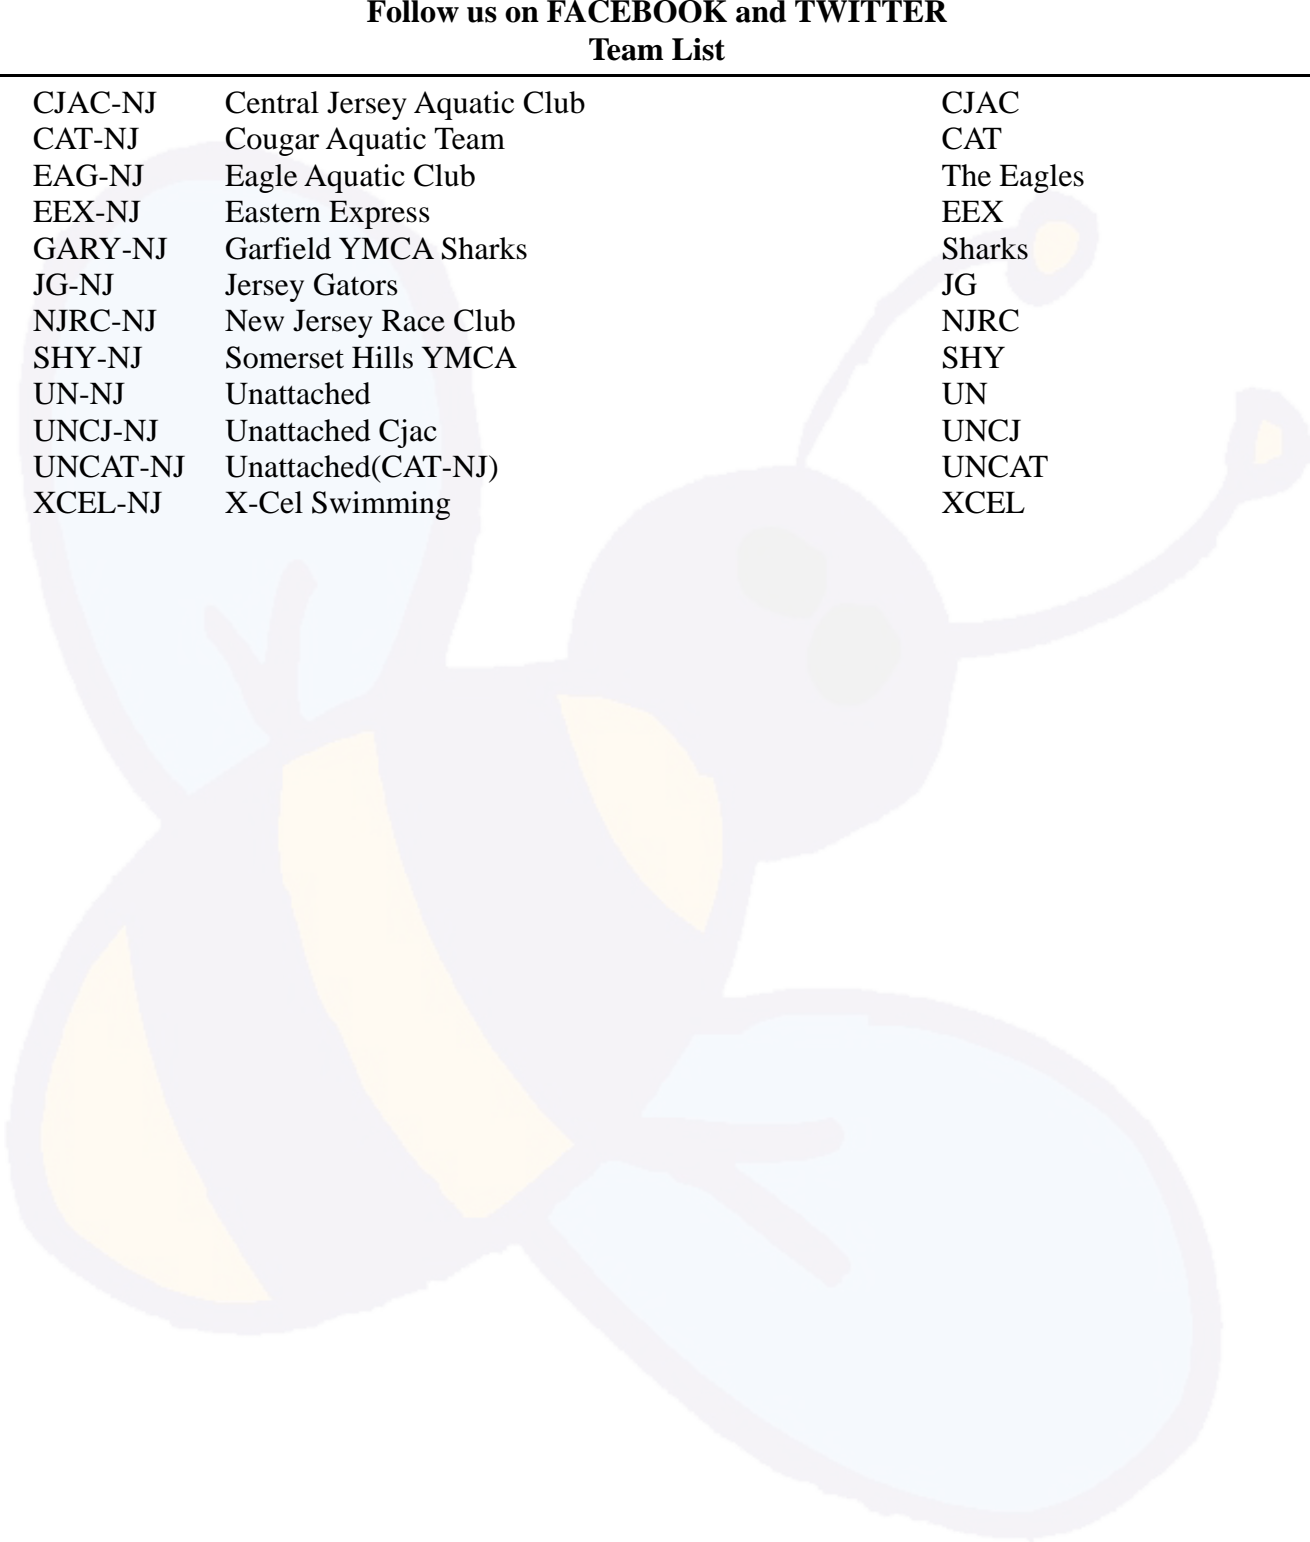 Follow us on FACEBOOK and TWITTER
Team List
CJAC-NJ Central Jersey Aquatic Club CJAC
CAT-NJ Cougar Aquatic Team CAT
EAG-NJ Eagle Aquatic Club The Eagles
EEX-NJ Eastern Express EEX
GARY-NJ Garfield YMCA Sharks Sharks
JG-NJ Jersey Gators JG
NJRC-NJ New Jersey Race Club NJRC
SHY-NJ Somerset Hills YMCA SHY
UN-NJ Unattached UN
UNCJ-NJ Unattached Cjac UNCJ
UNCAT-NJ Unattached(CAT-NJ) UNCAT
XCEL-NJ X-Cel Swimming XCEL